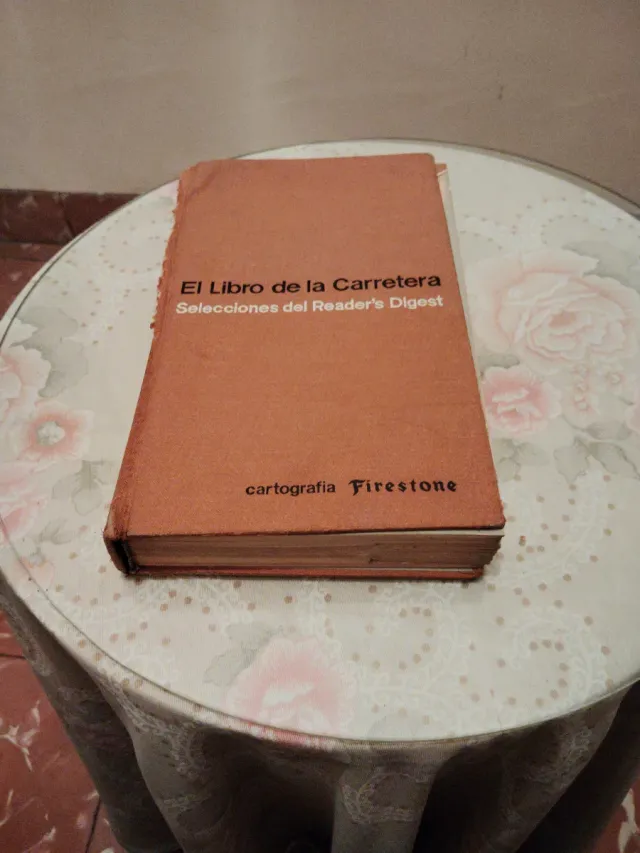 El Libro de la Carretera
Selecciones del Reader's Digest
cartografia Firestone